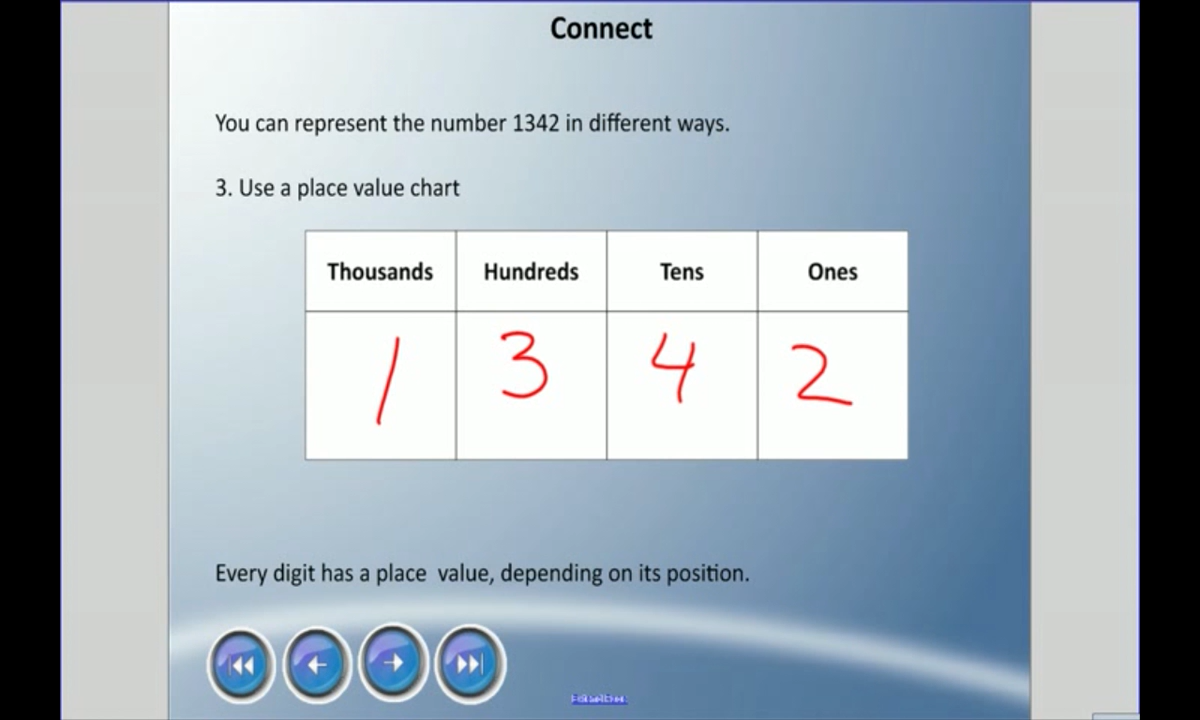 Connect
You can represent the number 1342 in different ways.
3. Use a place value chart
Thousands Hundreds Tens Ones
1 3 4 2
Every digit has a place value, depending on its position.